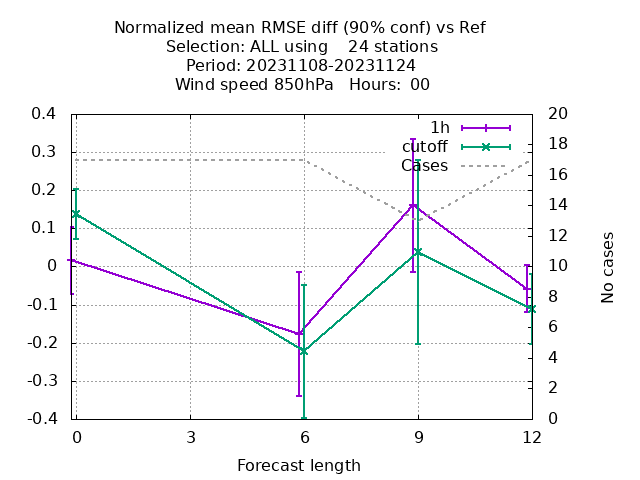 Normalized mean RMSE diff (90% conf) vs Ref
Selection: ALL using    24 stations
Period: 20231108-20231124
Wind speed 850hPa   Hours:  00
0.4
0.3
0.2
0.1
0
-0.1
-0.2
-0.3
-0.4
20
18
16
14
12
10
8
6
4
2
0
1h
cutoff
Cases
No cases
0 3 6 9 12
Forecast length